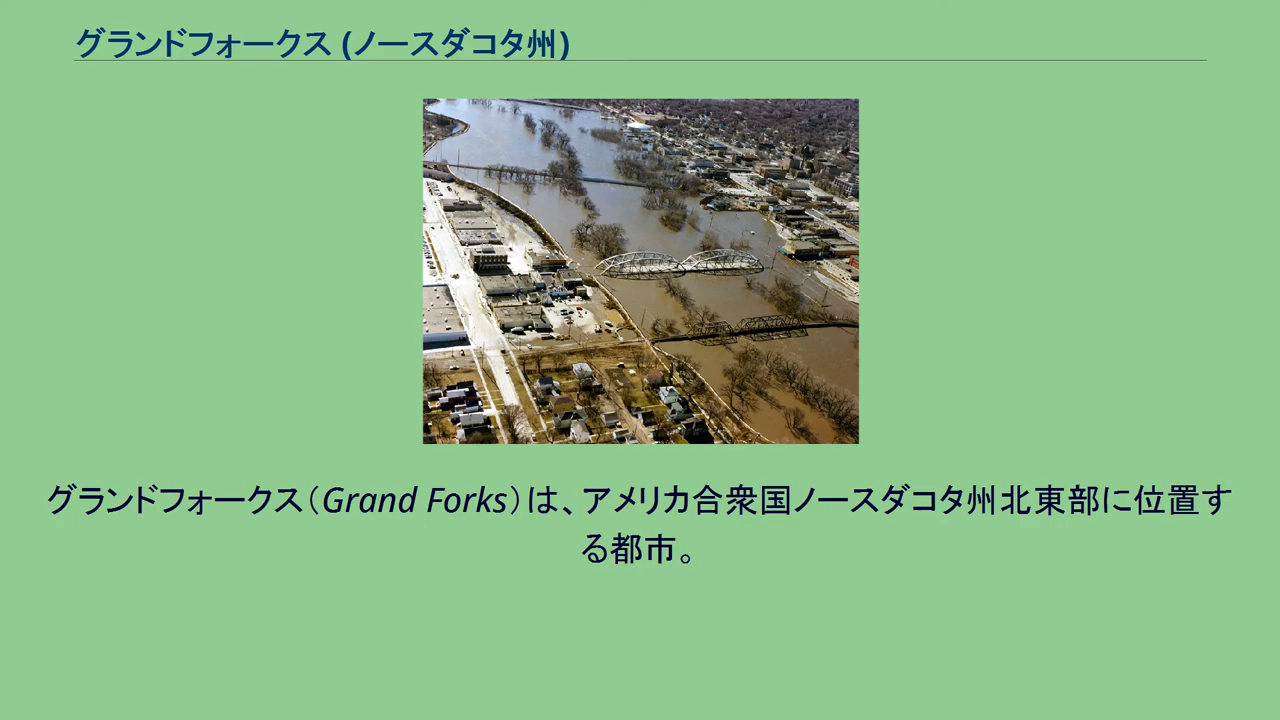 グランドフォークス (ノースダコタ州)
グランドフォークス（Grand Forks）は、アメリカ合衆国ノースダコタ州北東部に位置す
る都市。